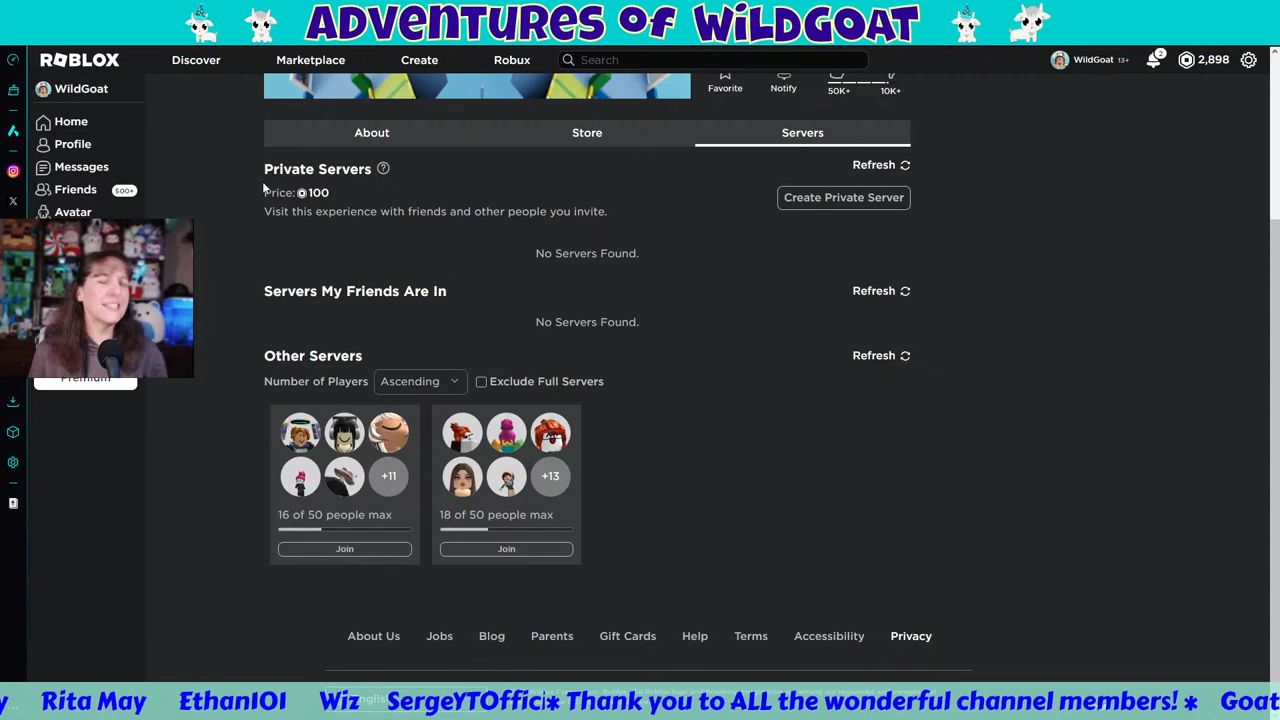 ADVENTURES OF WILDGOAT
ROBLOX Discover Marketplace Create Robux Search WildGoat 13+ 2 2,898
WildGoat
Home
Profile
Messages
Friends 500+
Avatar
Premium
Favorite Notify 50K+ 10K+
About Store Servers
Private Servers Refresh
Price: 100 Create Private Server
Visit this experience with friends and other people you invite.
No Servers Found.
Servers My Friends Are In Refresh
No Servers Found.
Other Servers Refresh
Number of Players Ascending Exclude Full Servers
+11 +13
16 of 50 people max 18 of 50 people max
Join Join
About Us Jobs Blog Parents Gift Cards Help Terms Accessibility Privacy
y Rita May Ethan101 Wiz SergeYTOffici* Thank you to ALL the wonderful channel members! * Goat